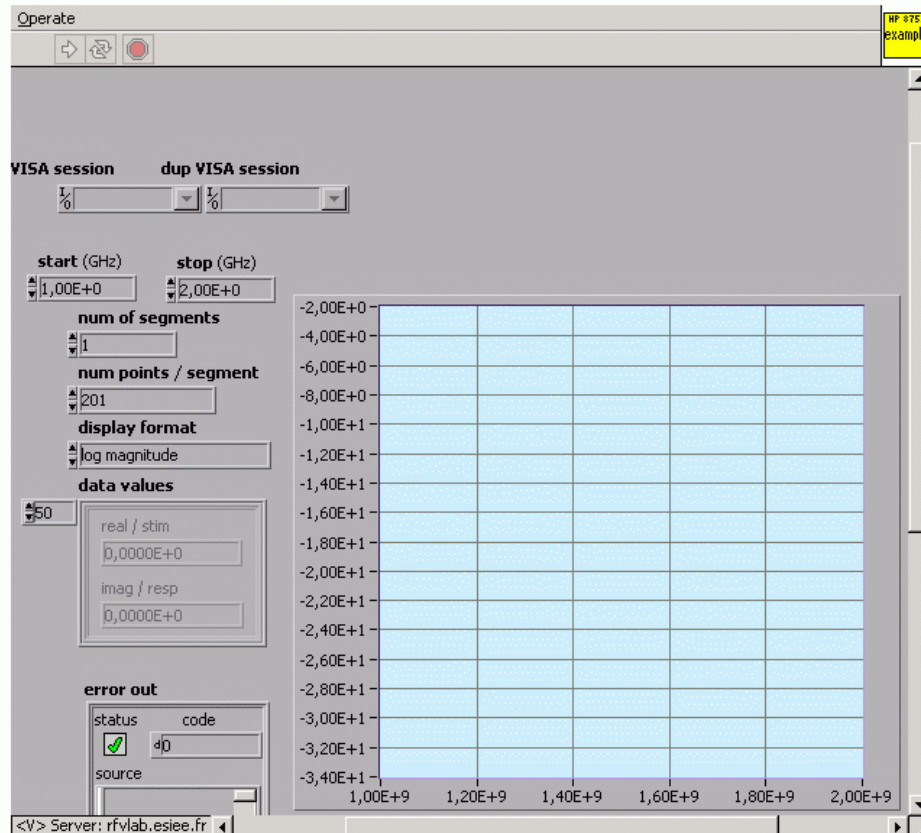 Operate
HP 875
exampl
VISA session dup VISA session
I/O I/O
start (GHz) stop (GHz)
1,00E+0 2,00E+0
num of segments
1
num points / segment
201
display format
log magnitude
data values
50
real / stim
0,0000E+0
imag / resp
0,0000E+0
error out
status code
d0
source
-2,00E+0
-4,00E+0
-6,00E+0
-8,00E+0
-1,00E+1
-1,20E+1
-1,40E+1
-1,60E+1
-1,80E+1
-2,00E+1
-2,20E+1
-2,40E+1
-2,60E+1
-2,80E+1
-3,00E+1
-3,20E+1
-3,40E+1
1,00E+9 1,20E+9 1,40E+9 1,60E+9 1,80E+9 2,00E+9
<V> Server: rfvlab.esiee.fr